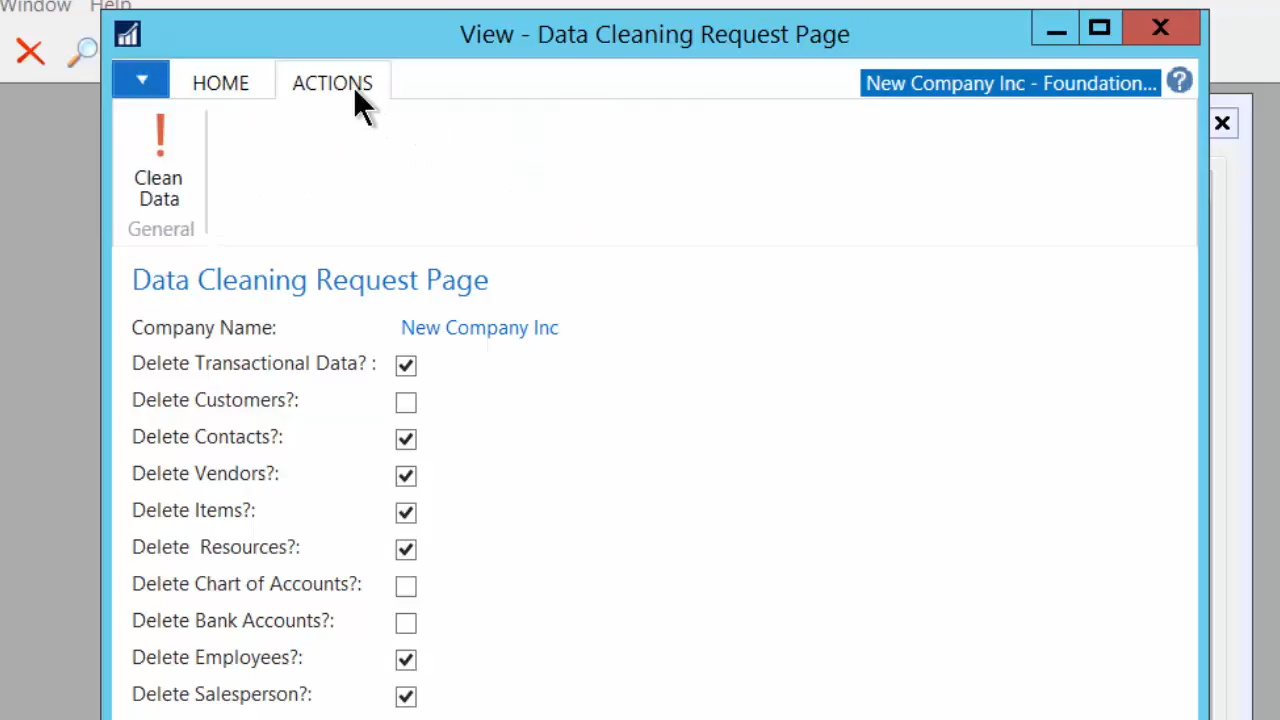 Window Help
View - Data Cleaning Request Page
HOME ACTIONS
New Company Inc - Foundation...
Clean
Data
General
Data Cleaning Request Page
Company Name: New Company Inc
Delete Transactional Data? :
Delete Customers?:
Delete Contacts?:
Delete Vendors?:
Delete Items?:
Delete  Resources?:
Delete Chart of Accounts?:
Delete Bank Accounts?:
Delete Employees?:
Delete Salesperson?: